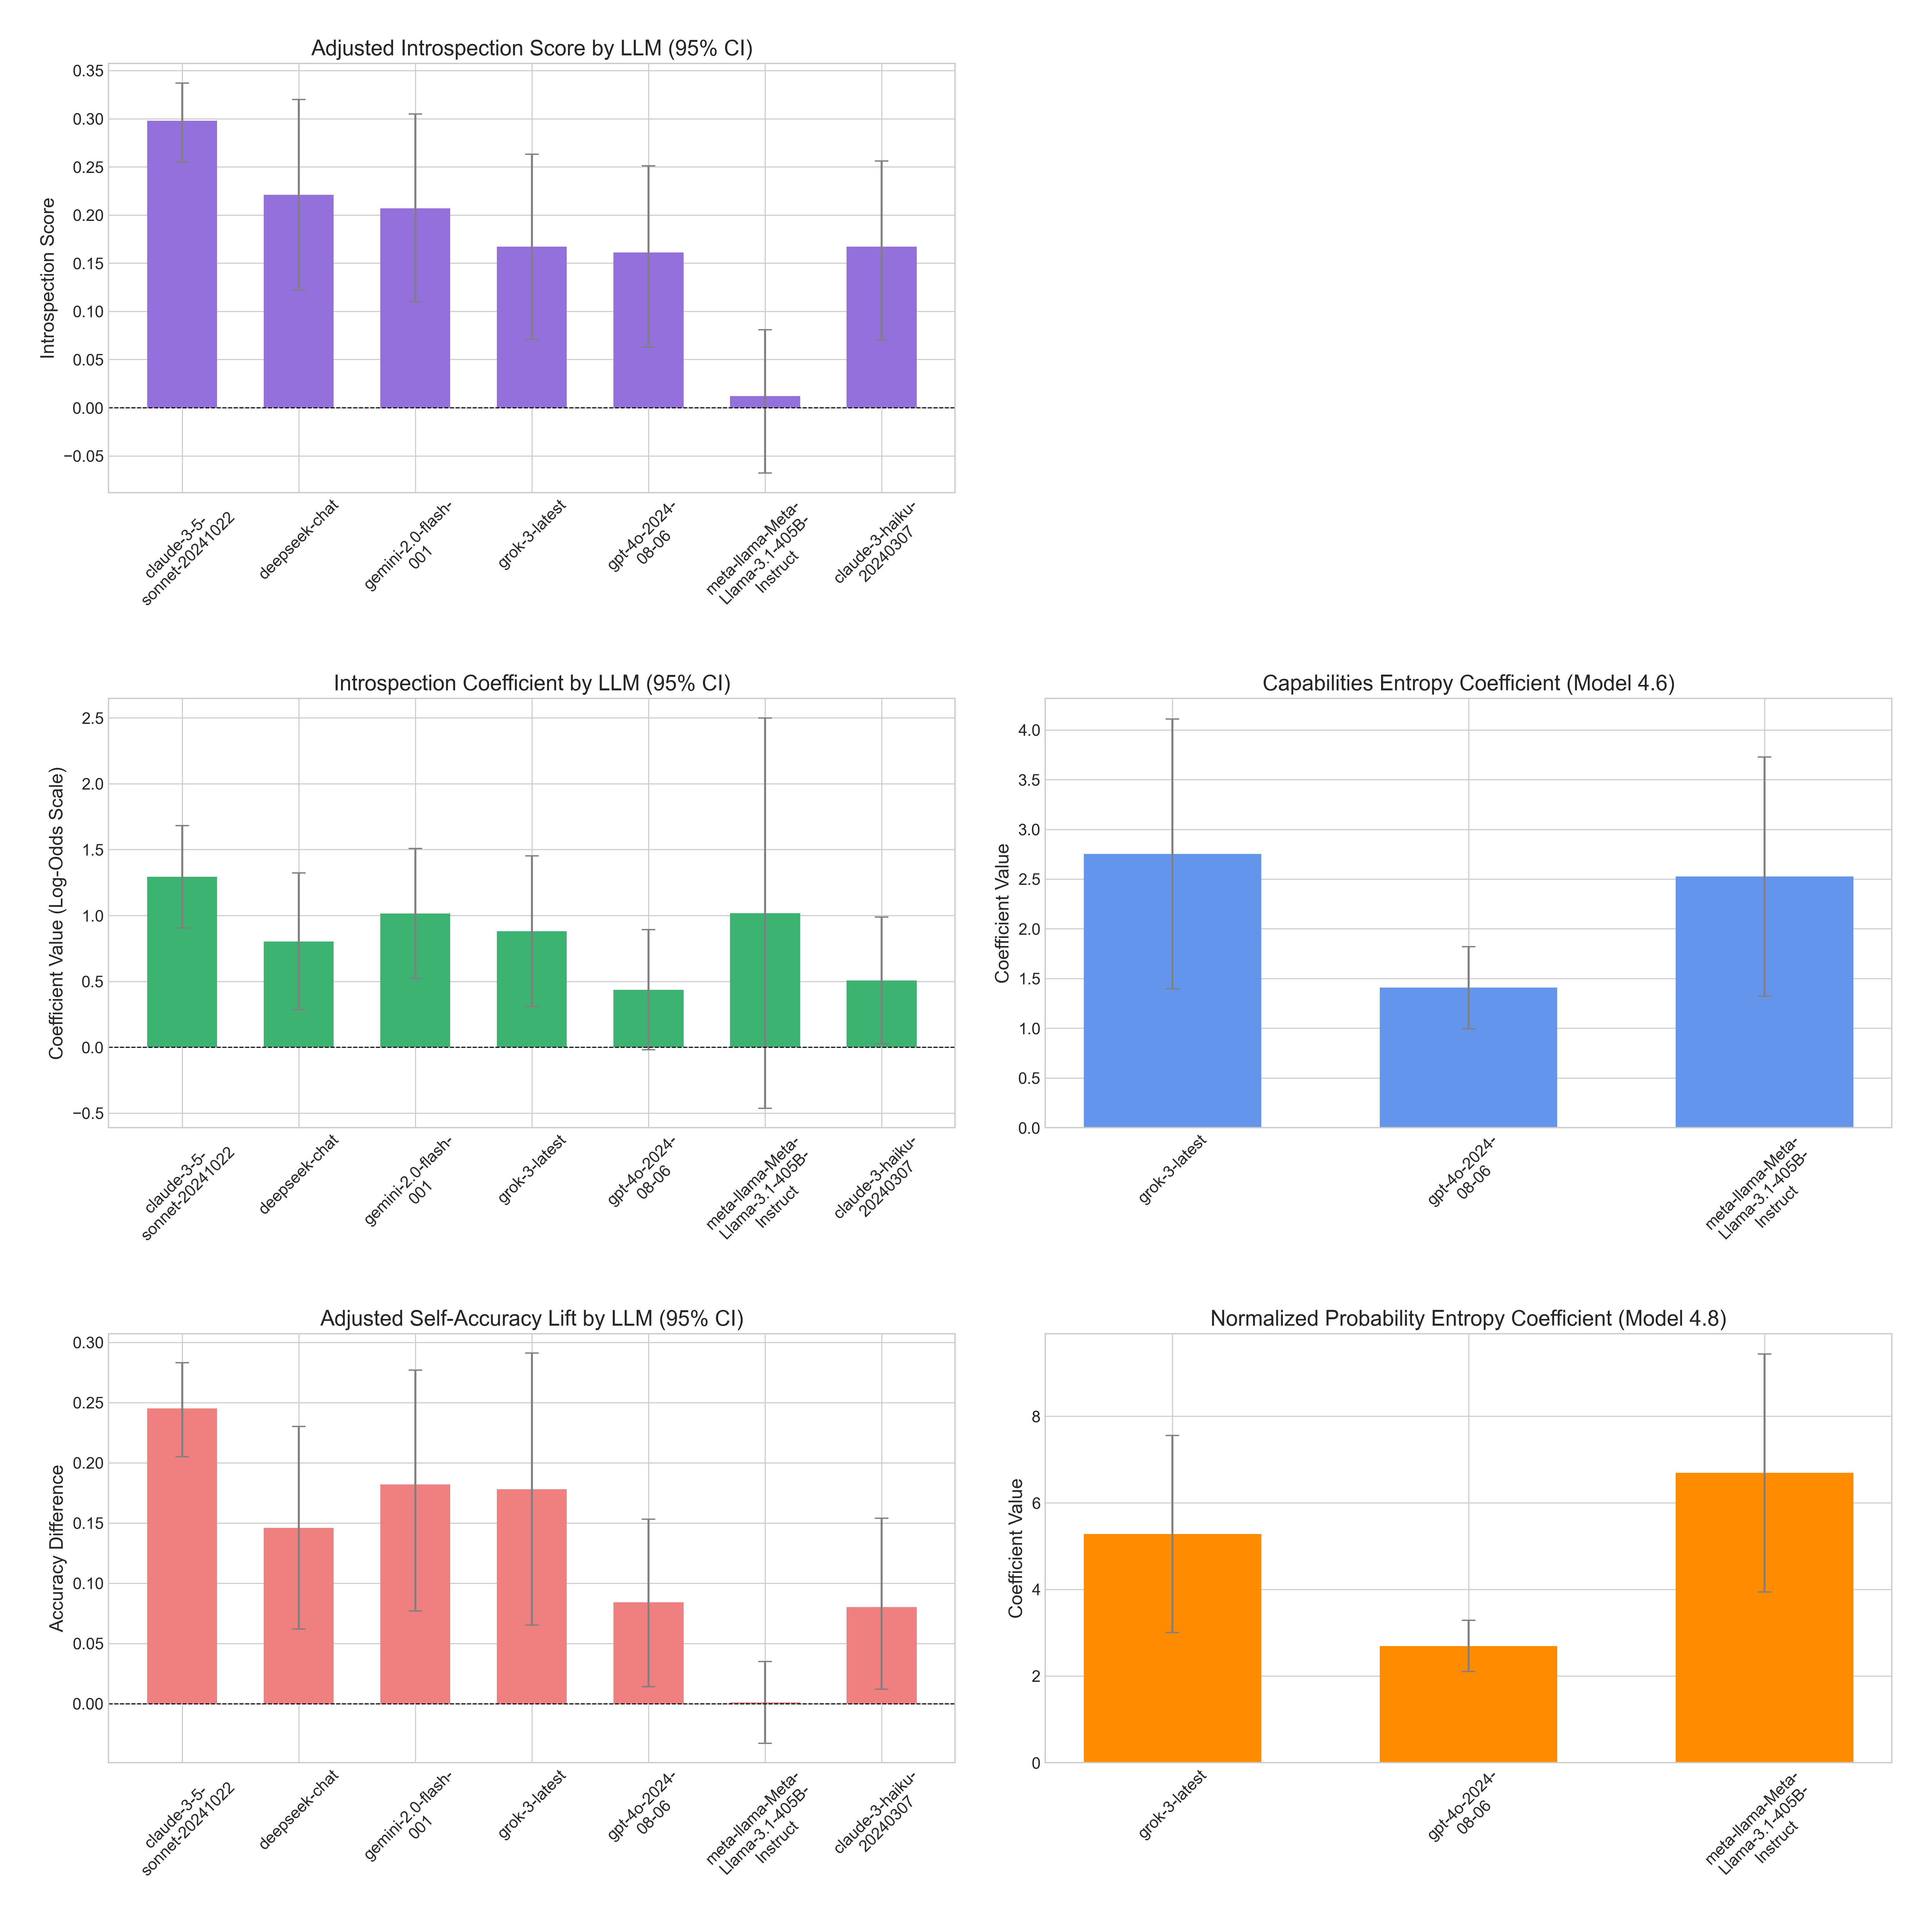 Adjusted Introspection Score by LLM (95% CI)
Introspection Score
0.35
0.30
0.25
0.20
0.15
0.10
0.05
0.00
−0.05
claude-3-5-
sonnet-20241022
deepseek-chat
gemini-2.0-flash-
001
grok-3-latest
gpt-4o-2024-
08-06
meta-llama-Meta-
Llama-3.1-405B-
Instruct
claude-3-haiku-
20240307
Introspection Coefficient by LLM (95% CI)
Coefficient Value (Log-Odds Scale)
2.5
2.0
1.5
1.0
0.5
0.0
−0.5
claude-3-5-
sonnet-20241022
deepseek-chat
gemini-2.0-flash-
001
grok-3-latest
gpt-4o-2024-
08-06
meta-llama-Meta-
Llama-3.1-405B-
Instruct
claude-3-haiku-
20240307
Capabilities Entropy Coefficient (Model 4.6)
Coefficient Value
4.0
3.5
3.0
2.5
2.0
1.5
1.0
0.5
0.0
grok-3-latest
gpt-4o-2024-
08-06
meta-llama-Meta-
Llama-3.1-405B-
Instruct
Adjusted Self-Accuracy Lift by LLM (95% CI)
Accuracy Difference
0.30
0.25
0.20
0.15
0.10
0.05
0.00
claude-3-5-
sonnet-20241022
deepseek-chat
gemini-2.0-flash-
001
grok-3-latest
gpt-4o-2024-
08-06
meta-llama-Meta-
Llama-3.1-405B-
Instruct
claude-3-haiku-
20240307
Normalized Probability Entropy Coefficient (Model 4.8)
Coefficient Value
8
6
4
2
0
grok-3-latest
gpt-4o-2024-
08-06
meta-llama-Meta-
Llama-3.1-405B-
Instruct